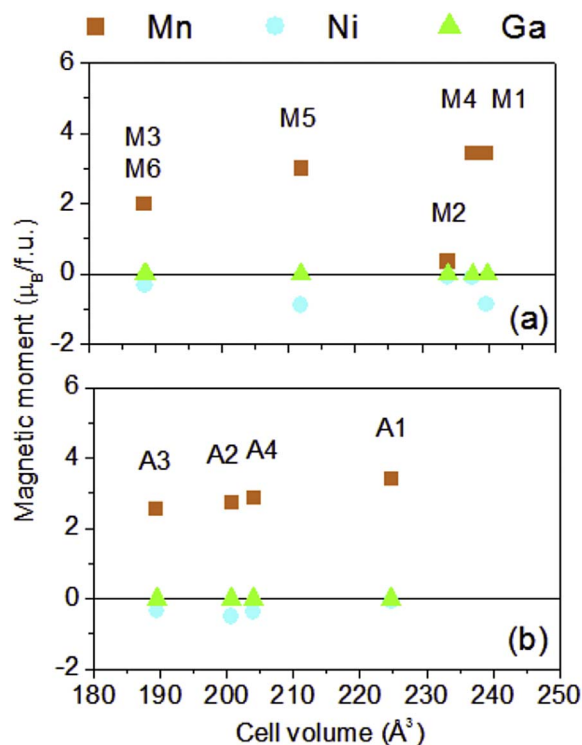 Mn Ni Ga
6
4
2
0
-2
M3
M6
M5
M4 M1
M2
(a)
Magnetic moment (μB/f.u.)
6
4
2
0
-2
A3 A2 A4 A1
(b)
180 190 200 210 220 230 240 250
Cell volume (Å³)